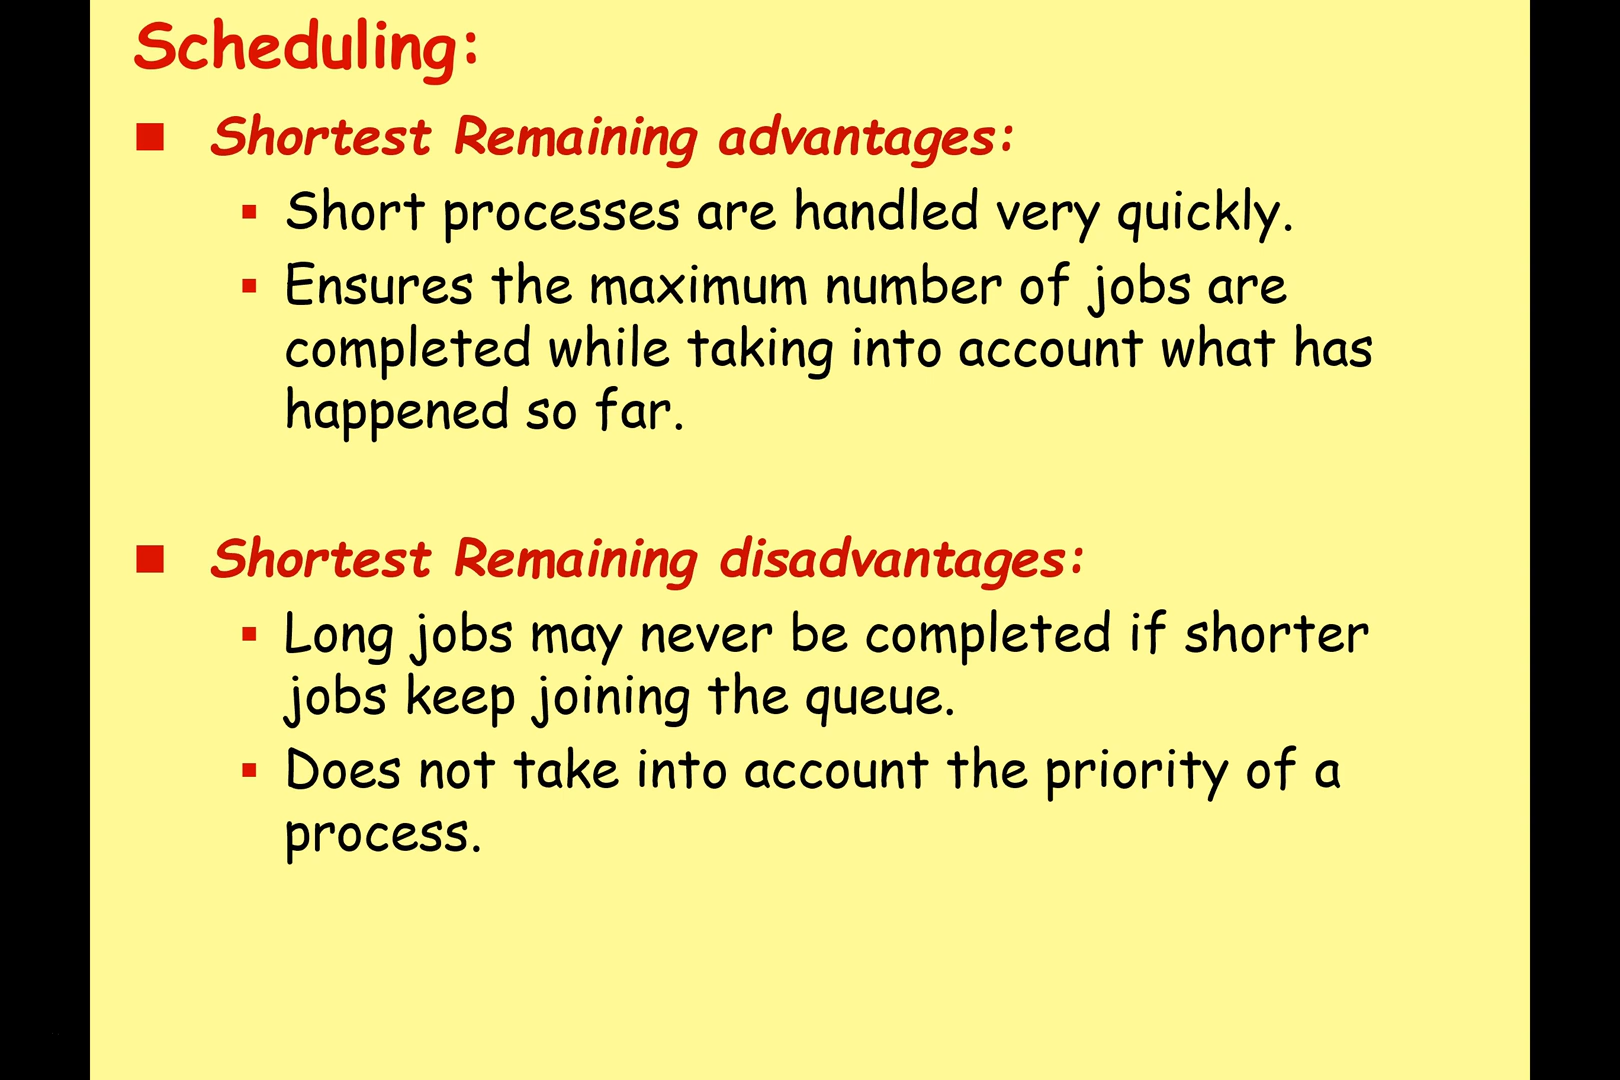 Scheduling:
Shortest Remaining advantages:
Short processes are handled very quickly.
Ensures the maximum number of jobs are
completed while taking into account what has
happened so far.
Shortest Remaining disadvantages:
Long jobs may never be completed if shorter
jobs keep joining the queue.
Does not take into account the priority of a
process.